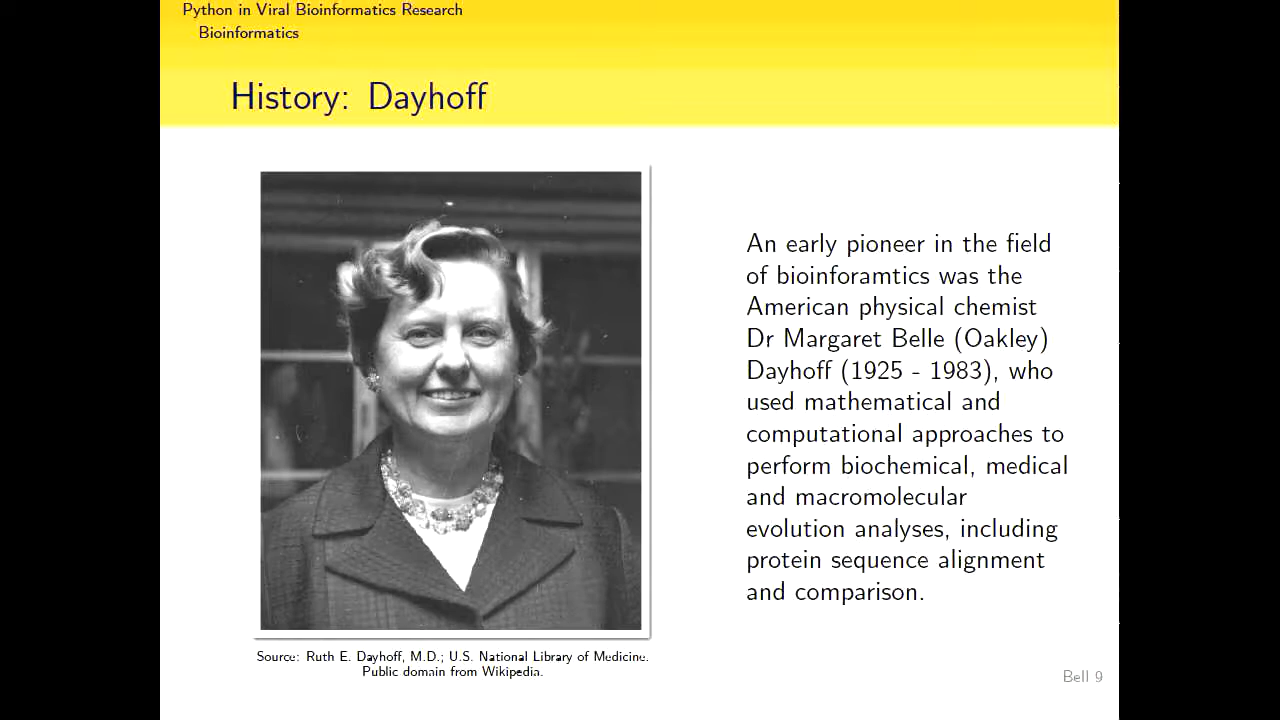 Python in Viral Bioinformatics Research
Bioinformatics
History: Dayhoff
An early pioneer in the field
of bioinforamtics was the
American physical chemist
Dr Margaret Belle (Oakley)
Dayhoff (1925 - 1983), who
used mathematical and
computational approaches to
perform biochemical, medical
and macromolecular
evolution analyses, including
protein sequence alignment
and comparison.
Source: Ruth E. Dayhoff, M.D.; U.S. National Library of Medicine.
Public domain from Wikipedia.
Bell 9